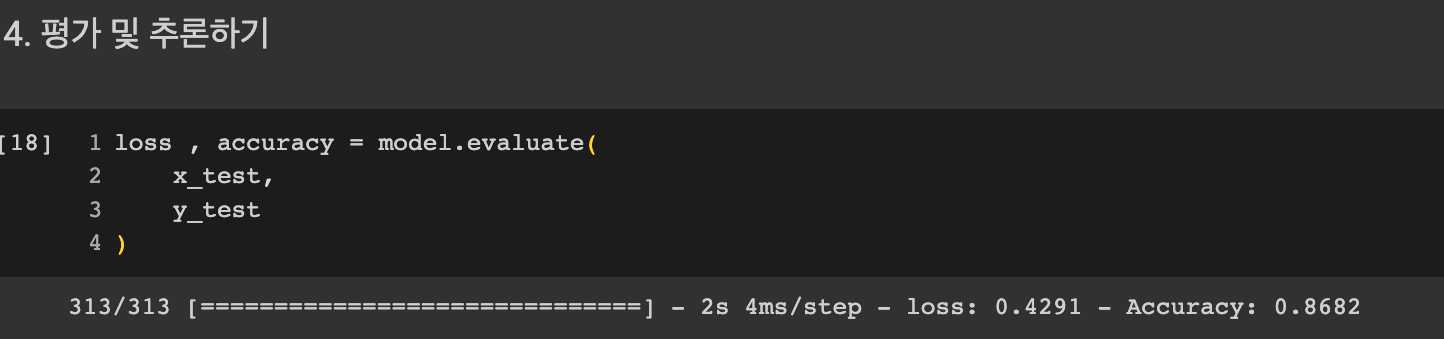 4. 평가 및 추론하기
[18] 1 loss , accuracy = model.evaluate(
2     x_test,
3     y_test
4 )
313/313 [==============================] - 2s 4ms/step - loss: 0.4291 - Accuracy: 0.8682